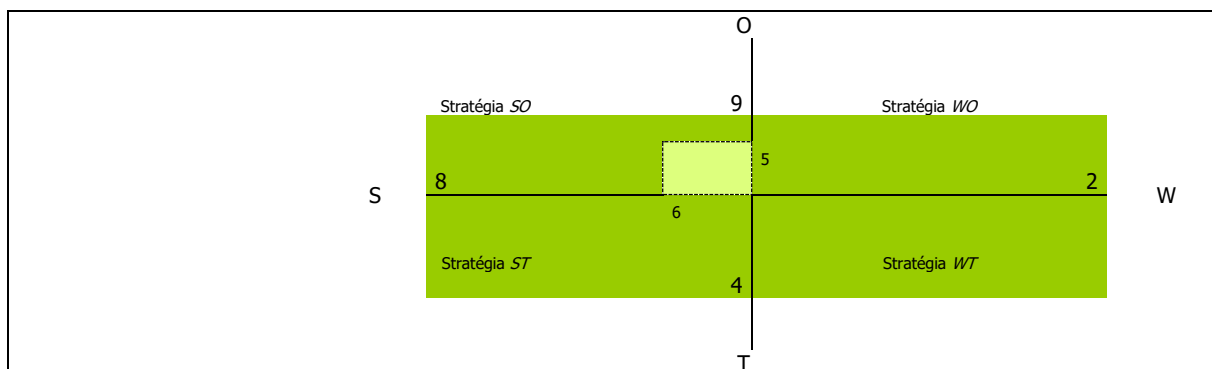 O
Stratégia SO
9
Stratégia WO
5
S
8
2
W
6
Stratégia ST
Stratégia WT
4
T